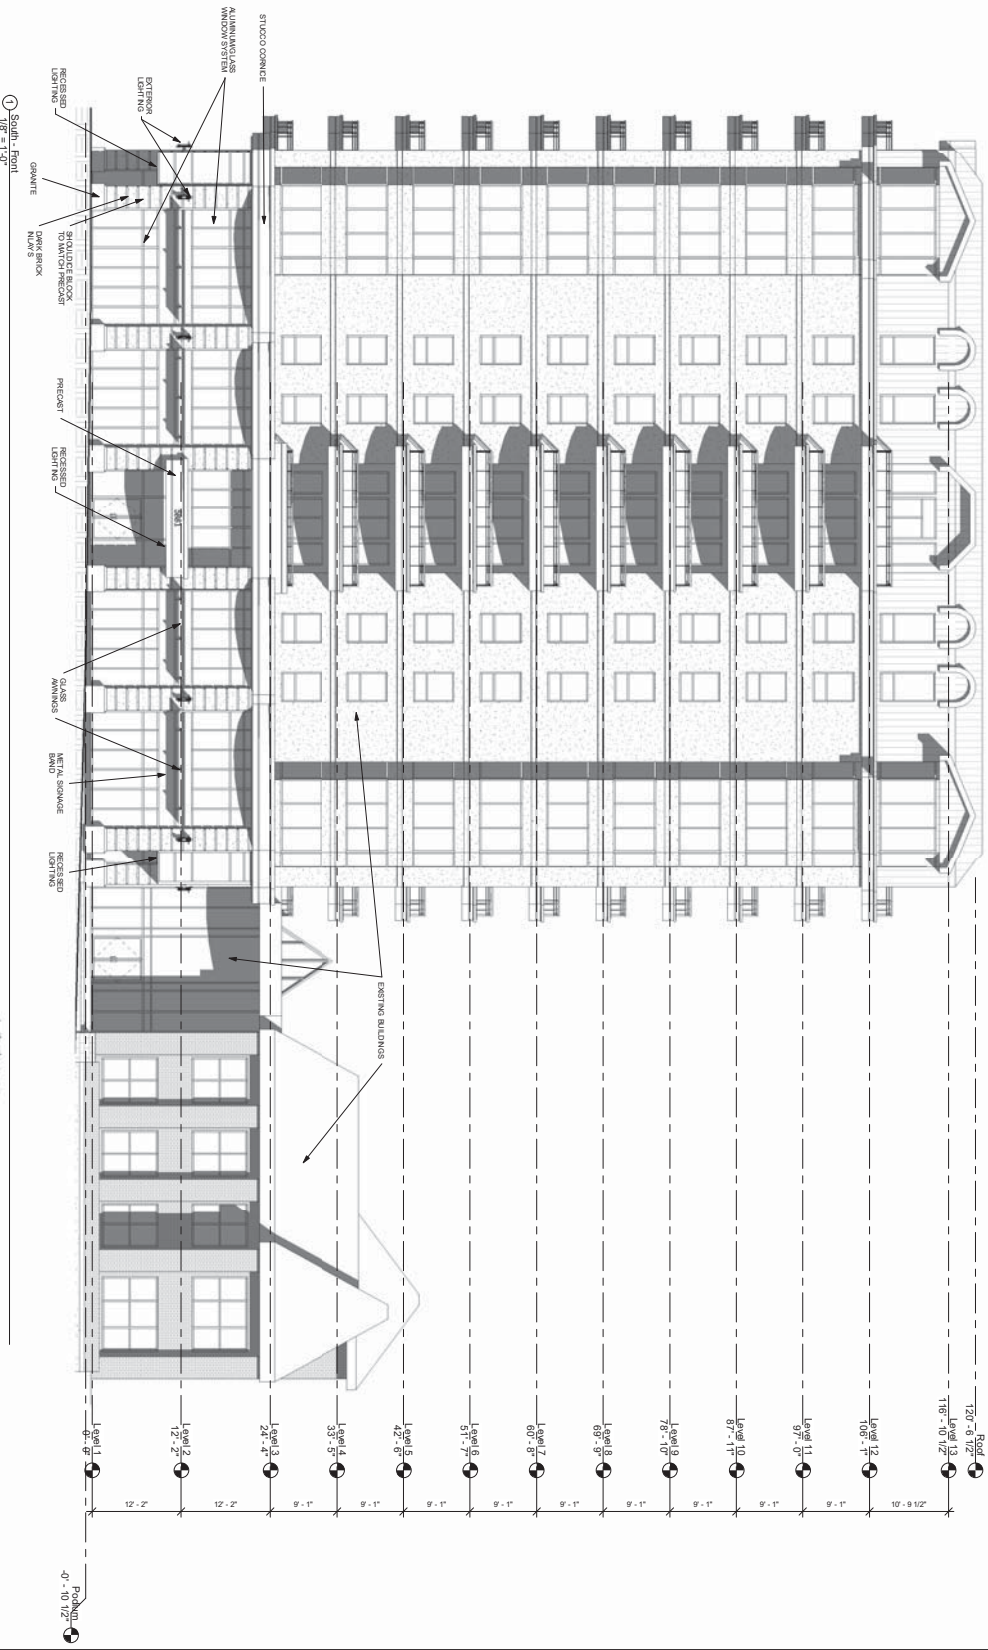 STUCCO CORNICE
ALUMINUM/GLASS
WINDOW SYSTEM
EXTERIOR
LIGHTING
RECESSED
LIGHTING
GRANITE
DARK BRICK
INLAYS
SHOULDICE BLOCK
TO MATCH PRECAST
PRECAST
RECESSED
LIGHTING
GLASS
AWNINGS
METAL SIGNAGE
BAND
RECESSED
LIGHTING
EXISTING BUILDINGS
1
South - Front
1/8" = 1'-0"
Roof
120' - 6 1/2"
Level 13
116' - 10 1/2"
Level 12
106' - 1"
Level 11
97' - 0"
Level 10
87' - 11"
Level 9
78' - 10"
Level 8
69' - 9"
Level 7
60' - 8"
Level 6
51' - 7"
Level 5
42' - 6"
Level 4
33' - 5"
Level 3
24' - 4"
Level 2
12' - 2"
Level 1
0' - 0"
Podium
-0' - 10 1/2"
10' - 9 1/2"
9' - 1"
9' - 1"
9' - 1"
9' - 1"
9' - 1"
9' - 1"
9' - 1"
9' - 1"
9' - 1"
12' - 2"
12' - 2"